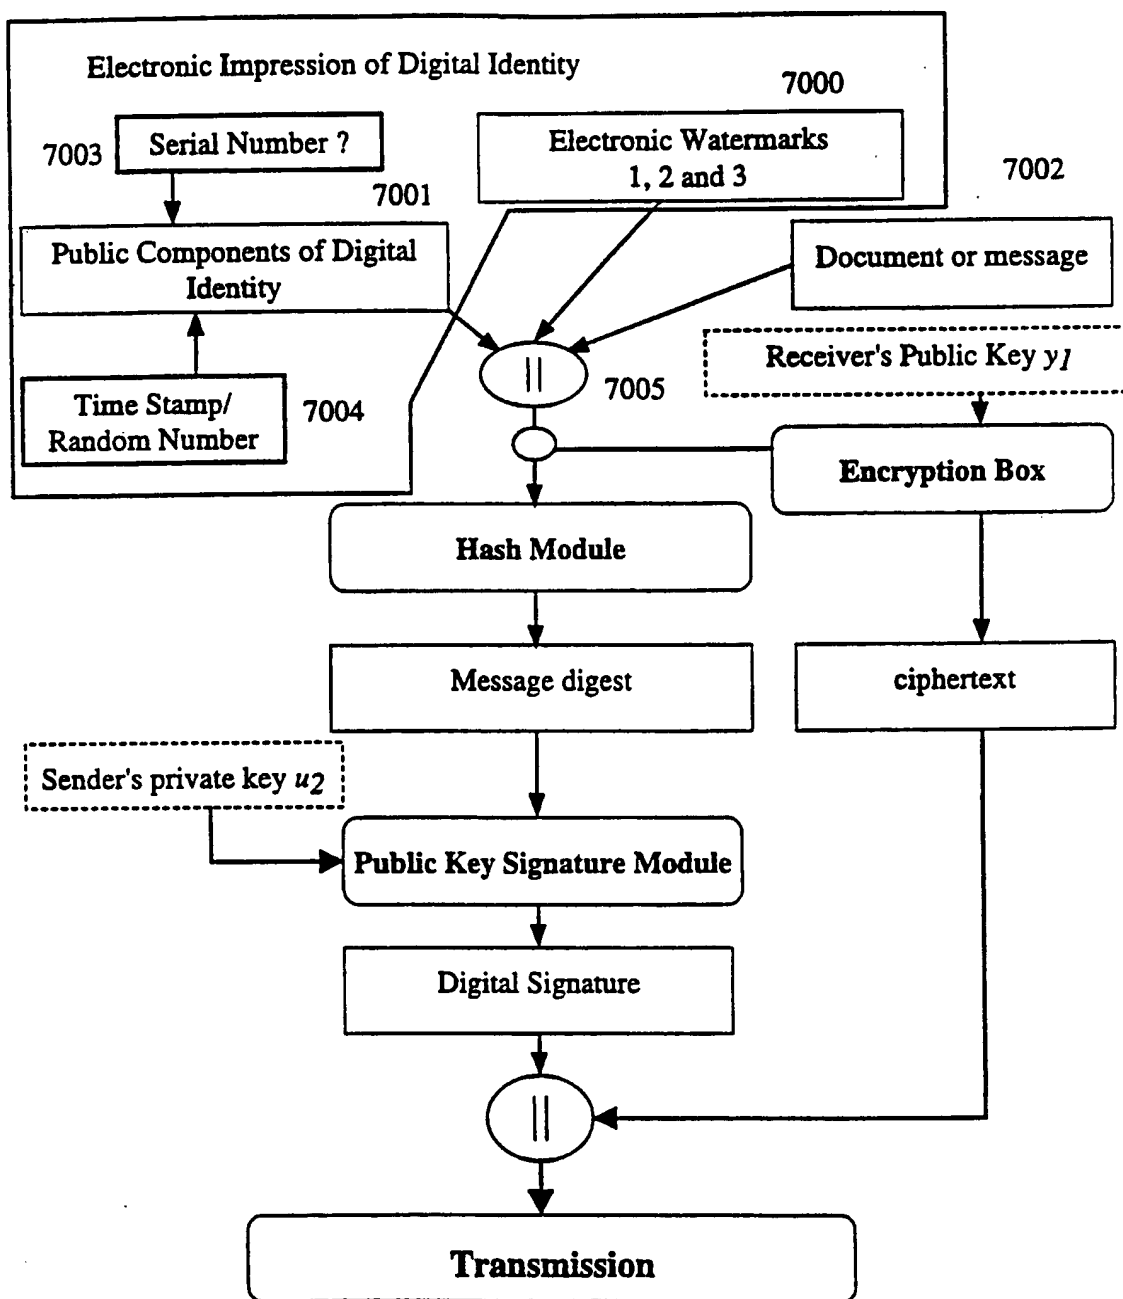 Electronic Impression of Digital Identity
7000
7003
Serial Number ?
Electronic Watermarks
1, 2 and 3
7002
7001
Public Components of Digital
Identity
Document or message
||
7005
Receiver's Public Key y1
Time Stamp/
Random Number
7004
Encryption Box
Hash Module
Message digest
ciphertext
Sender's private key u2
Public Key Signature Module
Digital Signature
||
Transmission